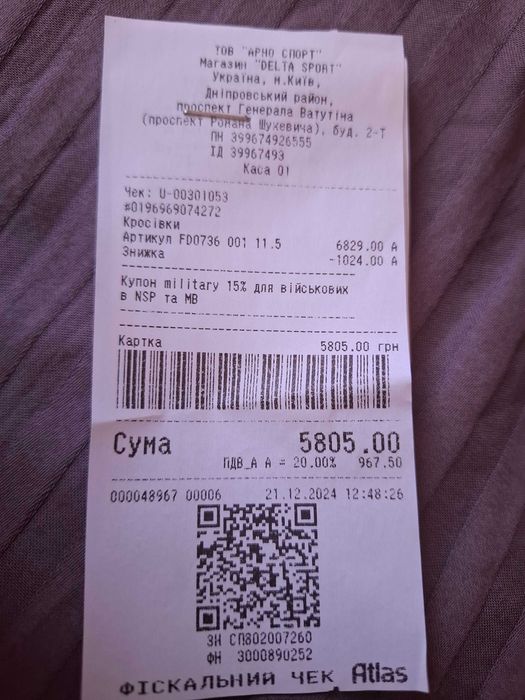 ТОВ "АРНО СПОРТ"
Магазин "DELTA SPORT"
Україна, м.Київ,
Дніпровський район,
проспект Генерала Ватутіна
(проспект Романа Шухевича), буд. 2-Т
ПН 399674926555
ІД 39967493
Каса 01
Чек: U-00301053
#0196969074272
Кросівки
Артикул FD0736 001 11.5 6829.00 А
Знижка -1024.00 А
Купон military 15% для військових
в NSP та МВ
Картка 5805.00 грн
Сума 5805.00
ПДВ_А А = 20.00% 967.50
000048967 00006 21.12.2024 12:48:26
ЗН СП802007260
ФН 3000890252
ФІСКАЛЬНИЙ ЧЕК Atlas